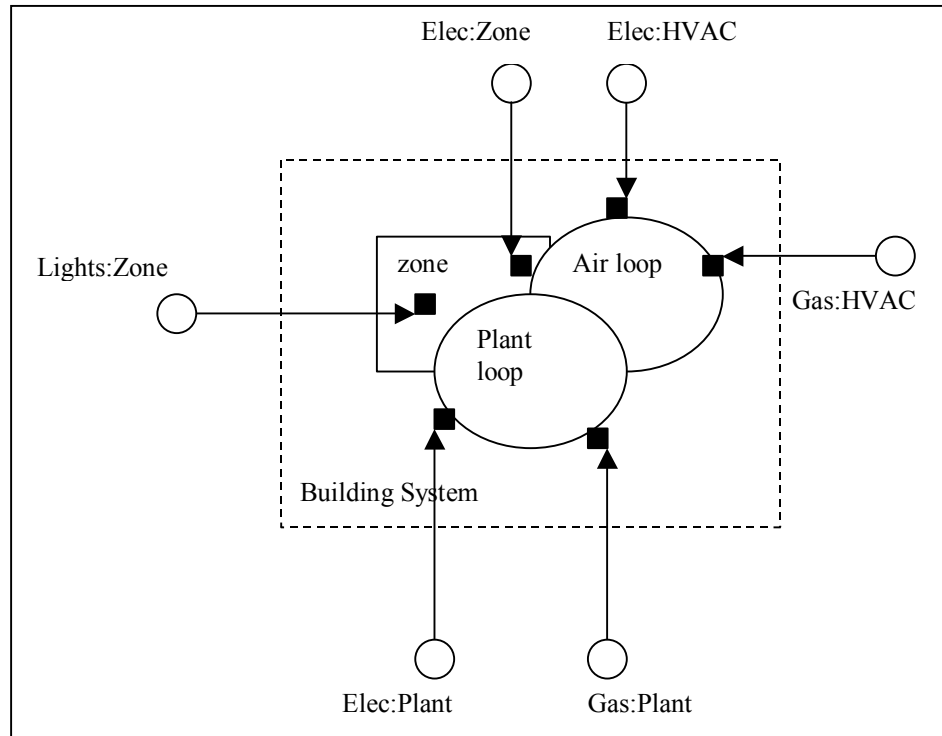 Elec:Zone
Elec:HVAC
Lights:Zone
zone
Air loop
Gas:HVAC
Plant
loop
Building System
Elec:Plant
Gas:Plant